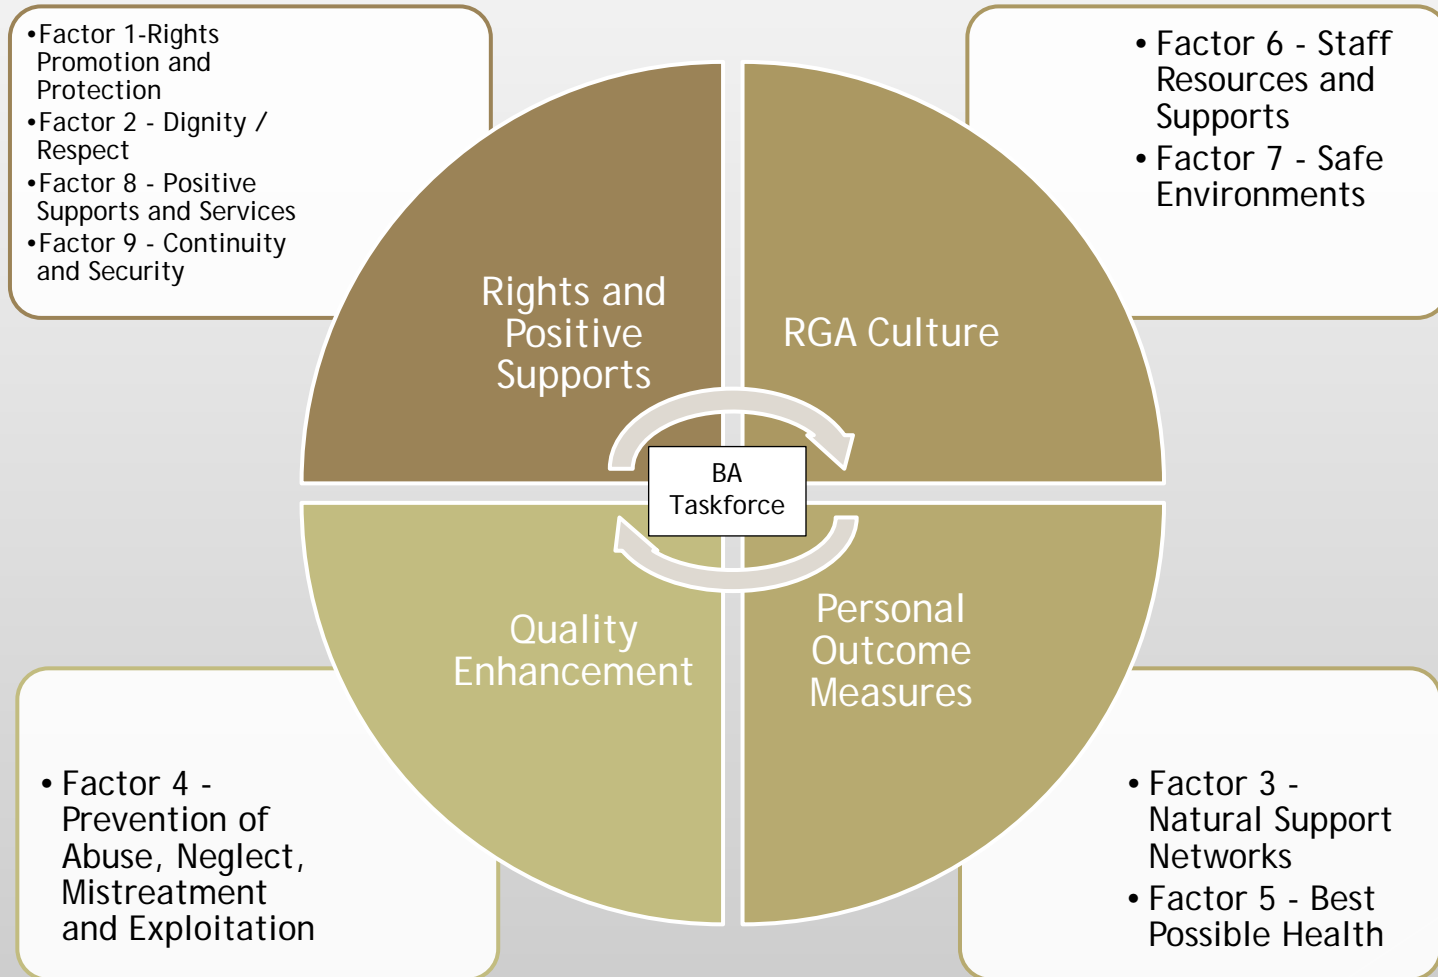 •Factor 1-Rights
Promotion and
Protection
•Factor 2 - Dignity /
Respect
•Factor 8 - Positive
Supports and Services
•Factor 9 - Continuity
and Security
• Factor 6 - Staff
Resources and
Supports
• Factor 7 - Safe
Environments
Rights and
Positive
Supports
RGA Culture
BA
Taskforce
Quality
Enhancement
Personal
Outcome
Measures
• Factor 4 -
Prevention of
Abuse, Neglect,
Mistreatment
and Exploitation
• Factor 3 -
Natural Support
Networks
• Factor 5 - Best
Possible Health